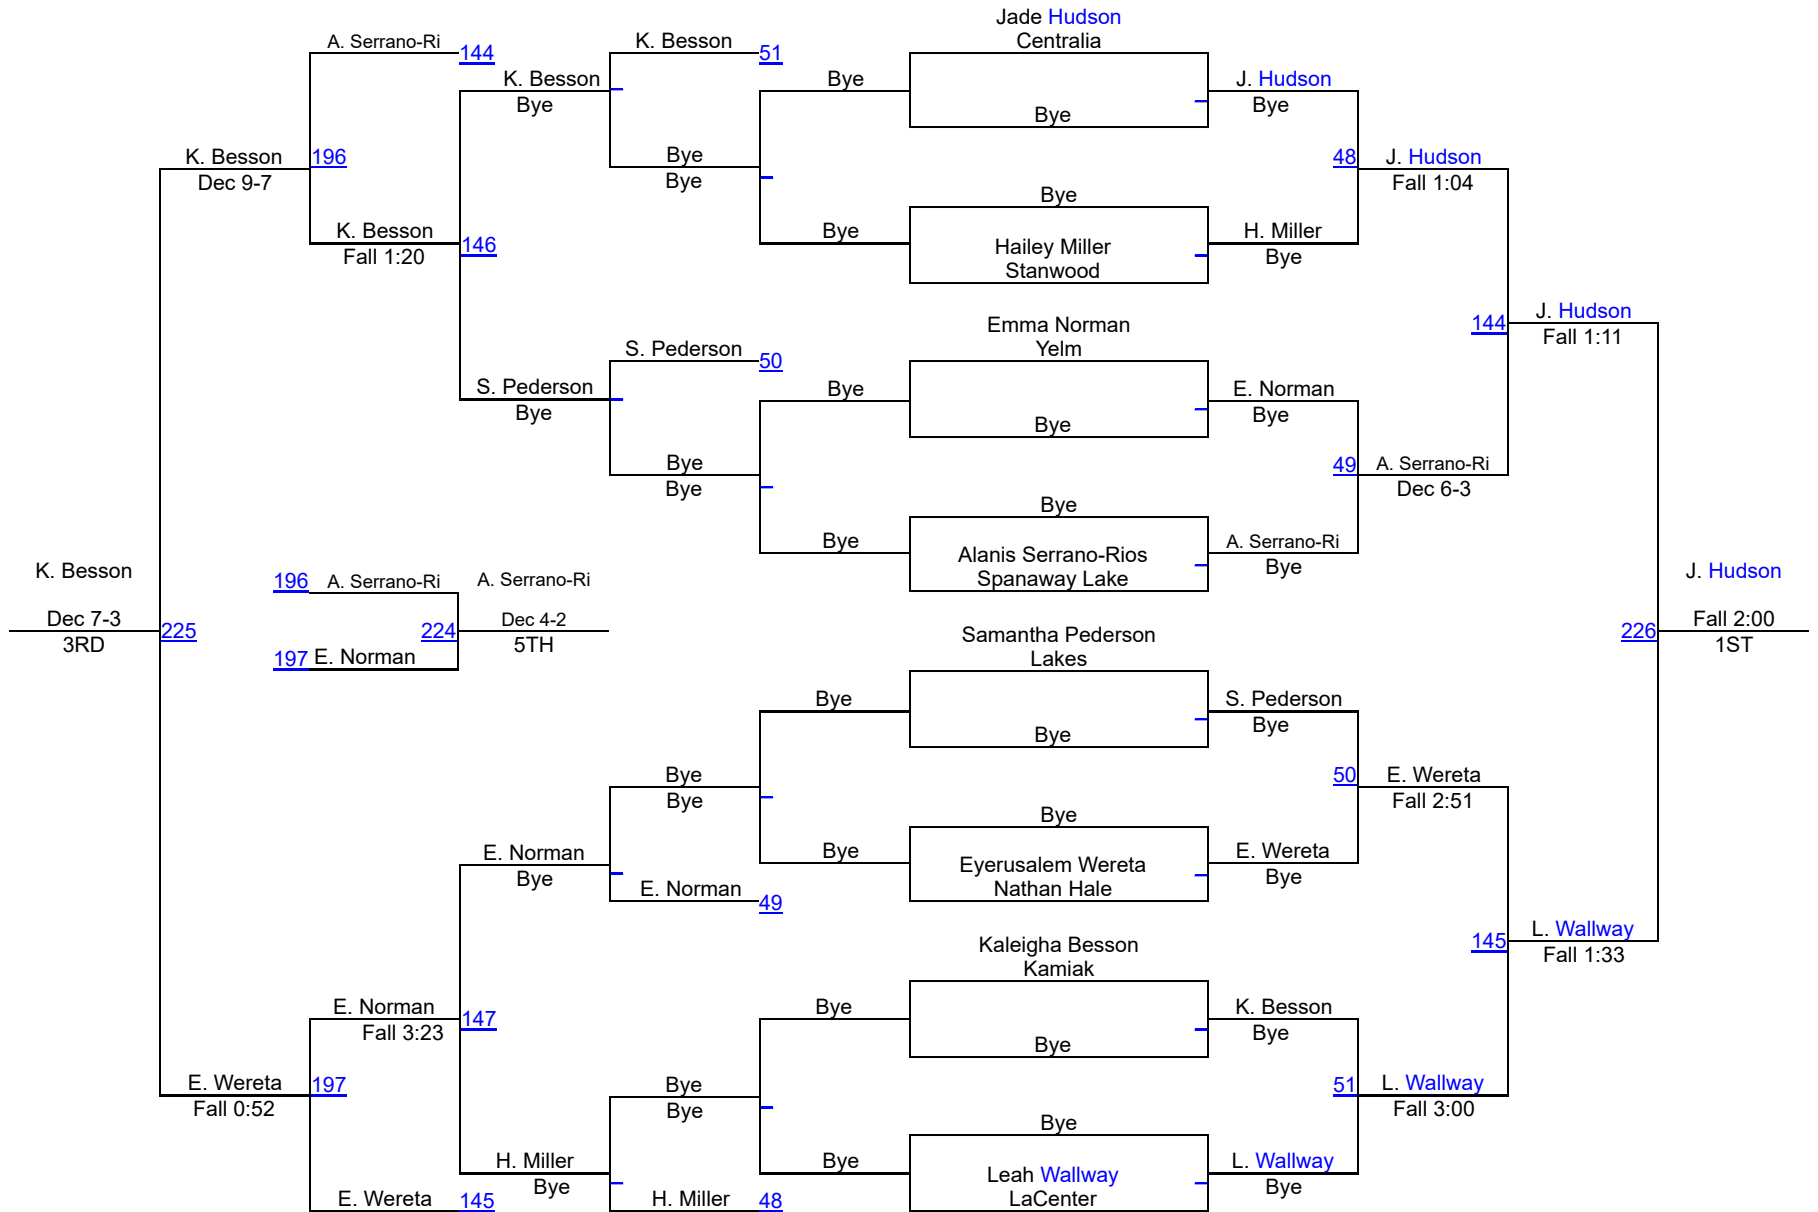 Jade Hudson
Centralia
A. Serrano-Ri
144
K. Besson
51
K. Besson
Bye
Bye
J. Hudson
Bye
Bye
K. Besson
196
Dec 9-7
Bye
Bye
48
J. Hudson
Fall 1:04
Bye
K. Besson
146
Fall 1:20
Bye
Hailey Miller
Stanwood
H. Miller
Bye
J. Hudson
144
Fall 1:11
Emma Norman
Yelm
S. Pederson
50
S. Pederson
Bye
Bye
E. Norman
Bye
Bye
Bye
Bye
49
A. Serrano-Ri
Dec 6-3
Bye
Bye
Alanis Serrano-Rios
Spanaway Lake
A. Serrano-Ri
Bye
K. Besson
196
A. Serrano-Ri
A. Serrano-Ri
J. Hudson
Dec 7-3
225
3RD
224
Dec 4-2
5TH
226
Fall 2:00
1ST
197
E. Norman
Samantha Pederson
Lakes
Bye
S. Pederson
Bye
Bye
Bye
Bye
50
E. Wereta
Fall 2:51
Bye
E. Norman
Bye
Bye
Eyerusalem Wereta
Nathan Hale
E. Wereta
Bye
E. Norman
49
145
L. Wallway
Fall 1:33
Kaleigha Besson
Kamiak
E. Norman
147
Fall 3:23
Bye
K. Besson
Bye
Bye
E. Wereta
197
Fall 0:52
Bye
Bye
51
L. Wallway
Fall 3:00
Bye
H. Miller
Bye
Bye
Leah Wallway
LaCenter
L. Wallway
Bye
E. Wereta
145
H. Miller
48